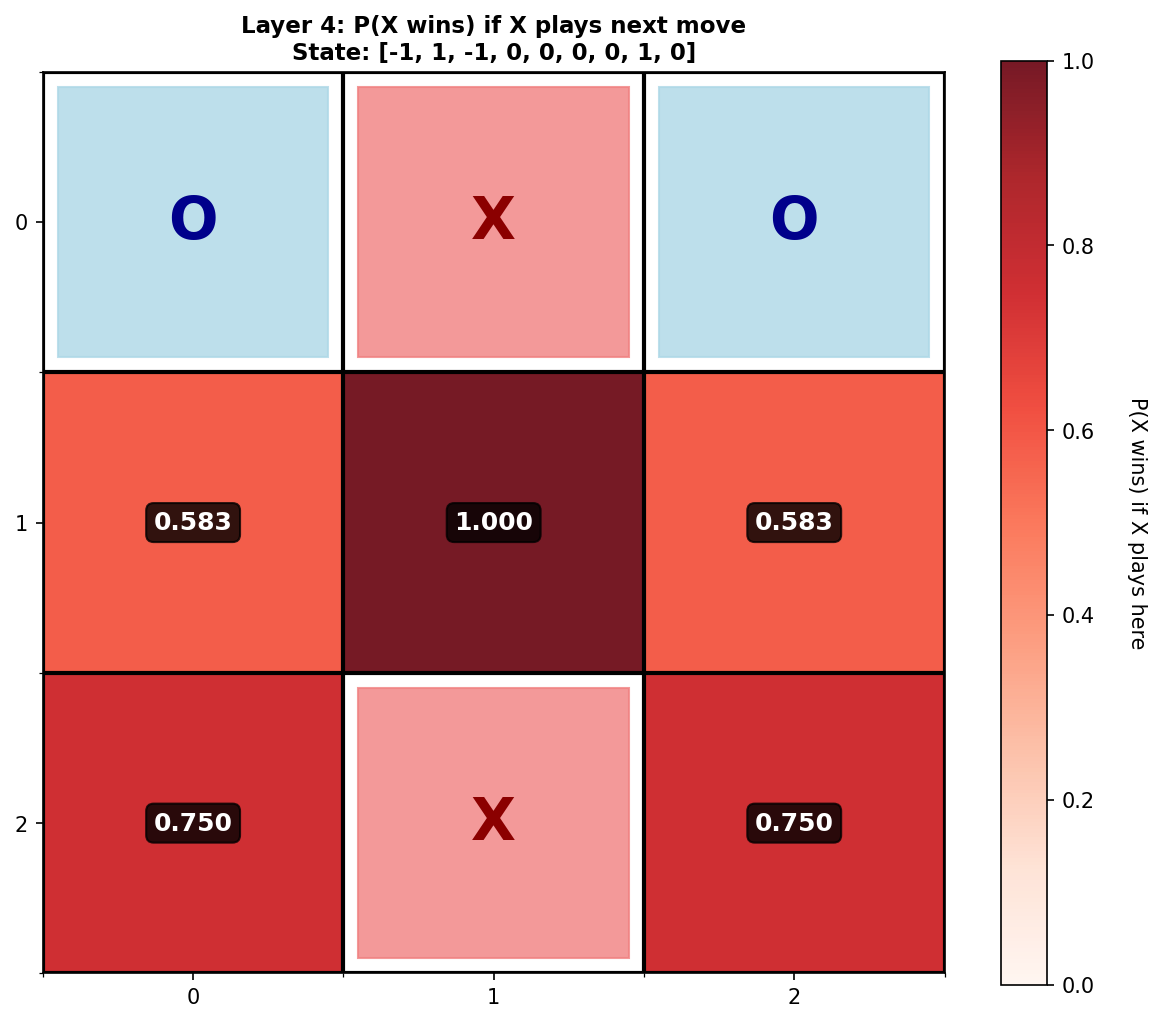 Layer 4: P(X wins) if X plays next move
State: [-1, 1, -1, 0, 0, 0, 0, 1, 0]
0
O
X
O
1
0.583
1.000
0.583
2
0.750
X
0.750
0
1
2
1.0
0.8
0.6
0.4
0.2
0.0
P(X wins) if X plays here